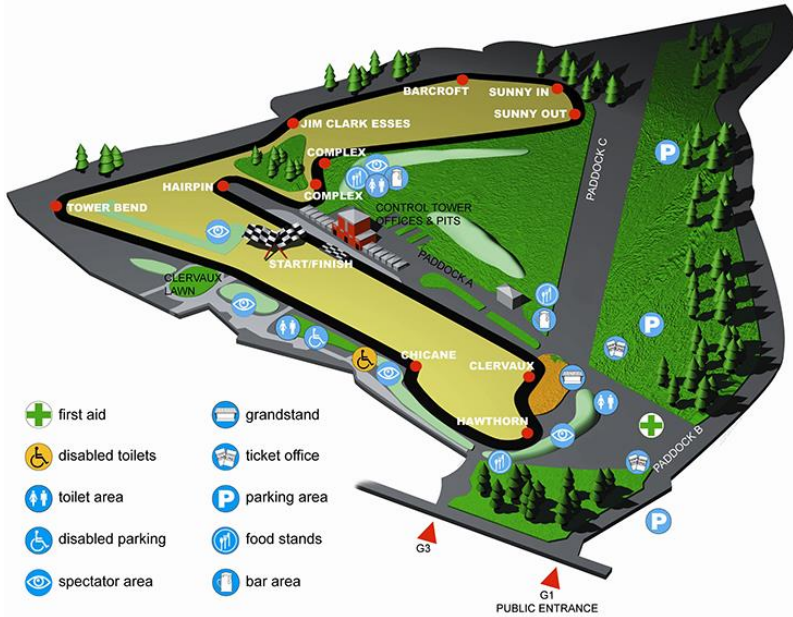 BARCROFT
SUNNY IN
SUNNY OUT
JIM CLARK ESSES
COMPLEX
HAIRPIN
COMPLEX
TOWER BEND
CONTROL TOWER
OFFICES & PITS
PADDOCK C
START/FINISH
PADDOCK A
CLERVAUX
LAWN
CHICANE
CLERVAUX
HAWTHORN
PADDOCK B
P
P
P
first aid
grandstand
disabled toilets
ticket office
toilet area
P
parking area
disabled parking
food stands
spectator area
bar area
G3
G1
PUBLIC ENTRANCE